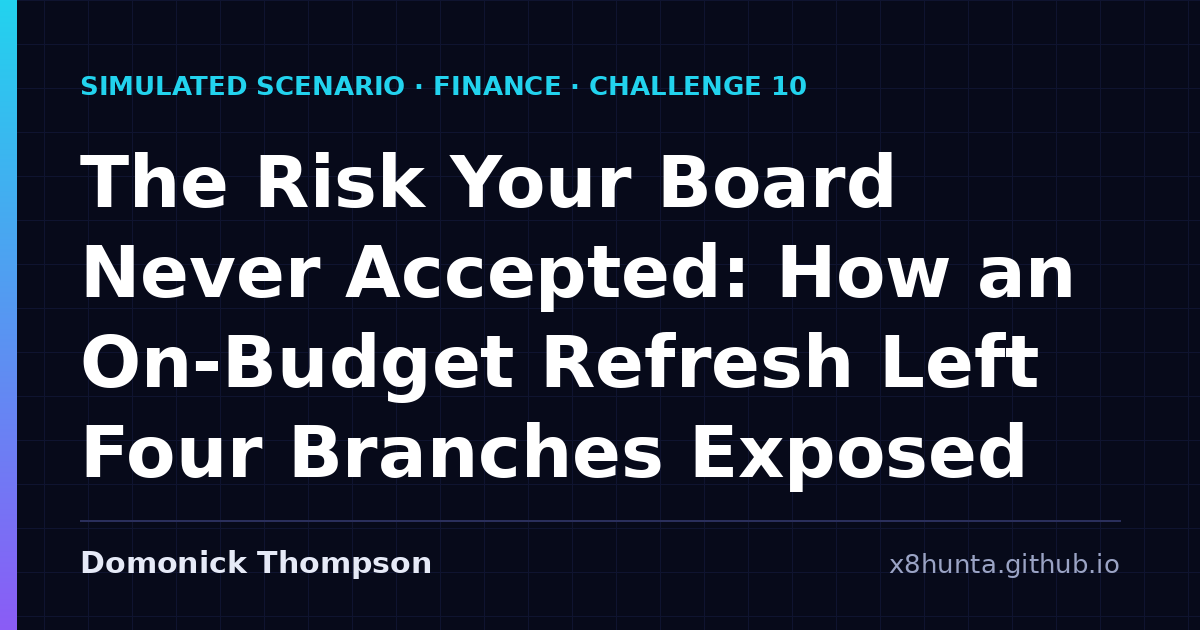 SIMULATED SCENARIO · FINANCE · CHALLENGE 10
The Risk Your Board
Never Accepted: How an
On-Budget Refresh Left
Four Branches Exposed
Domonick Thompson
x8hunta.github.io